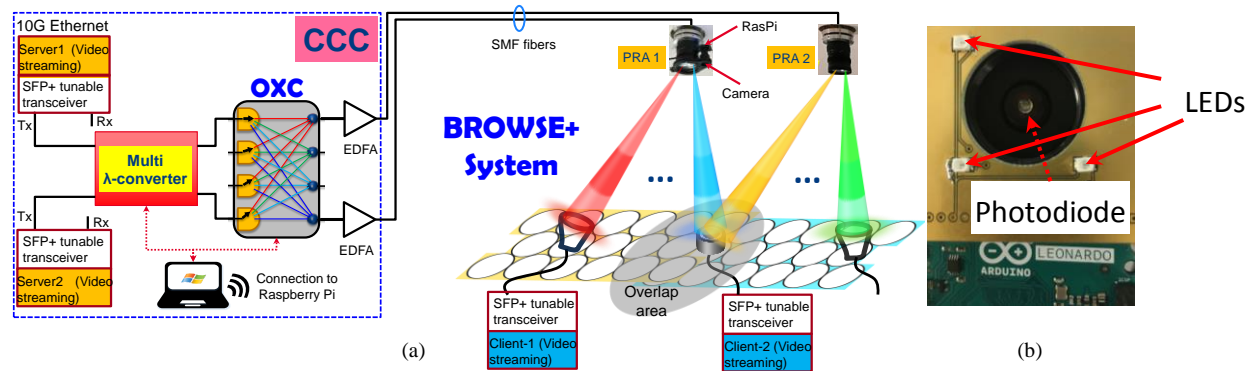 10G Ethernet
Server1 (Video
streaming)
SFP+ tunable
transceiver
Tx
Rx
Multi
λ-converter
Tx
Rx
SFP+ tunable
transceiver
Server2 (Video
streaming)
CCC
OXC
EDFA
EDFA
Connection to
Raspberry Pi
SMF fibers
BROWSE+
System
PRA 1
RasPi
Camera
PRA 2
...
...
Overlap
area
SFP+ tunable
transceiver
Client-1 (Video
streaming)
SFP+ tunable
transceiver
Client-2 (Video
streaming)
(a)
LEDs
Photodiode
ARDUINO
LEONARDO
(b)